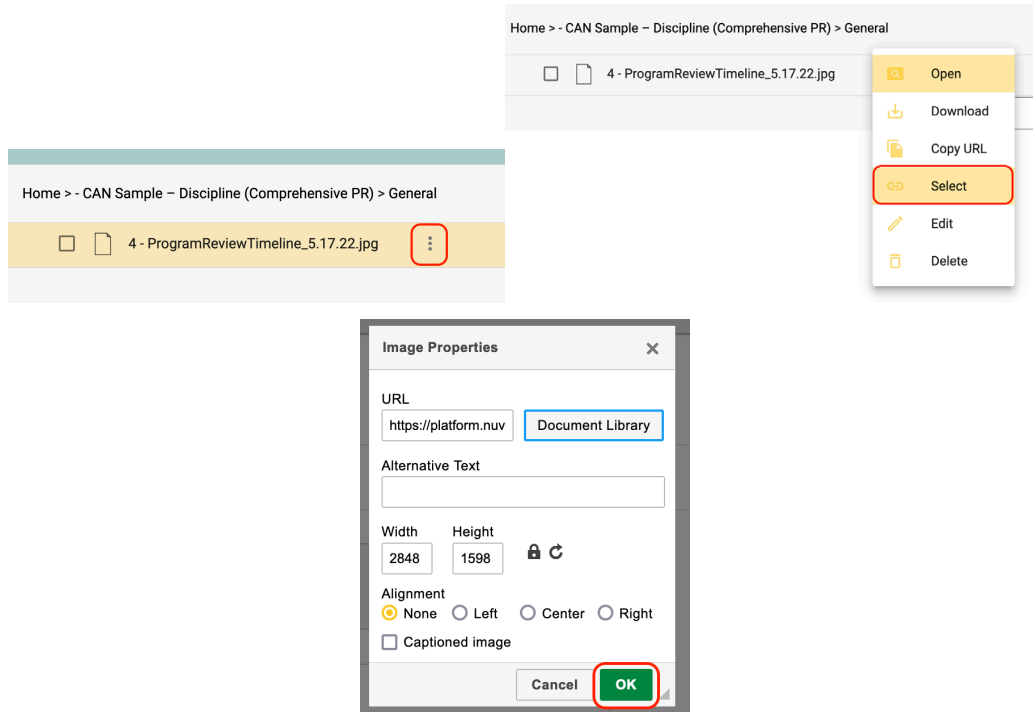 Home > - CAN Sample – Discipline (Comprehensive PR) > General
4 - ProgramReviewTimeline_5.17.22.jpg
Open
Download
Copy URL
Select
Edit
Delete
Home > - CAN Sample – Discipline (Comprehensive PR) > General
4 - ProgramReviewTimeline_5.17.22.jpg
Image Properties
URL
https://platform.nuv Document Library
Alternative Text
Width Height
2848 1598
Alignment
None Left Center Right
Captioned image
Cancel OK